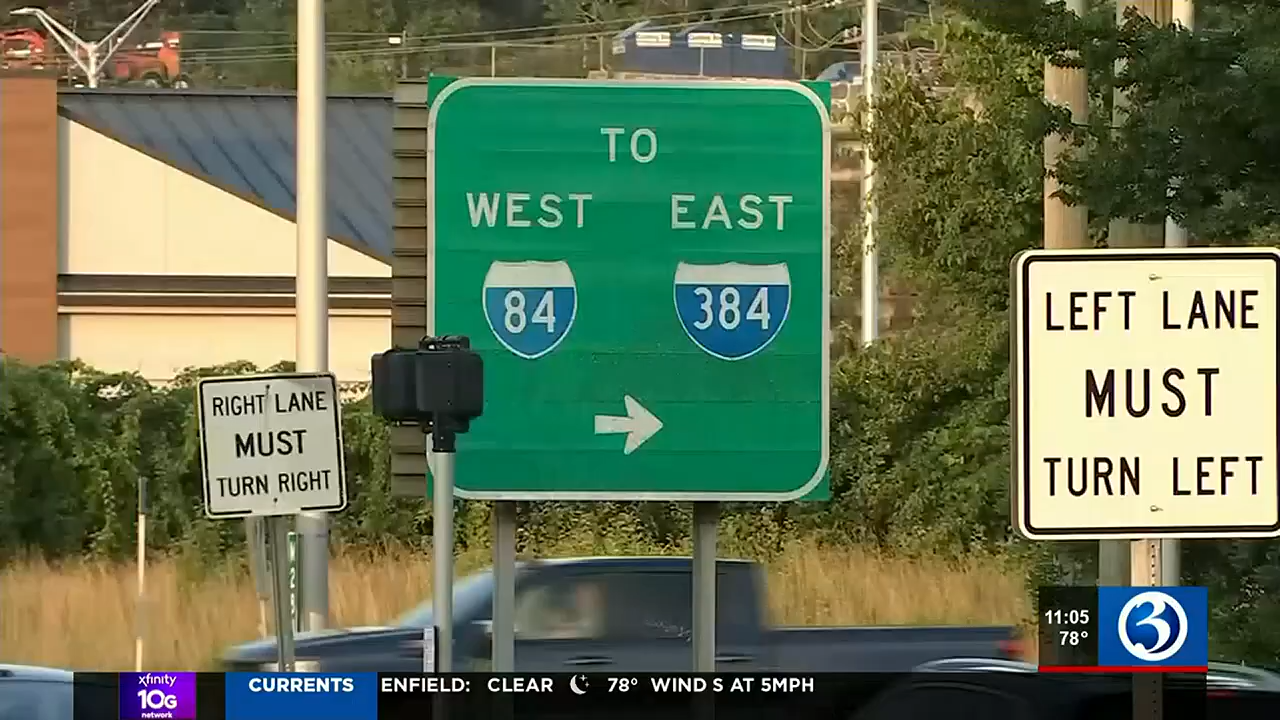 TO
WEST EAST
84 384
RIGHT LANE
MUST
TURN RIGHT
LEFT LANE
MUST
TURN LEFT
11:05
78°
3
xfinity
10G
network
CURRENTS
ENFIELD: CLEAR 78° WIND S AT 5MPH